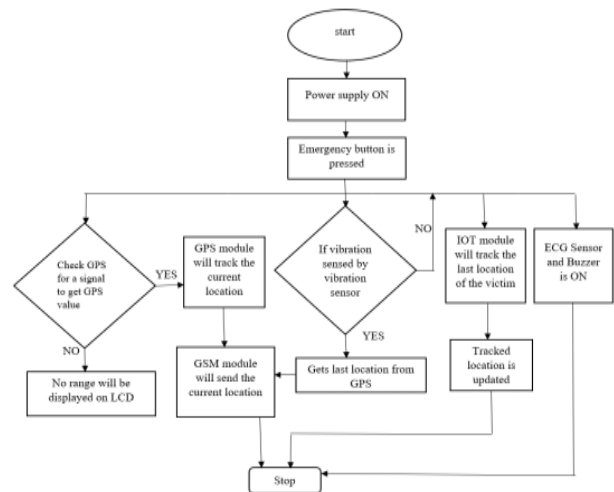 start
Power supply ON
Emergency button is
pressed
Check GPS
for a signal
to get GPS
value
YES
NO
No range will be
displayed on LCD
GPS module
will track the
current
location
GSM module
will send the
current location
If vibration
sensed by
vibration
sensor
NO
YES
Gets last location from
GPS
IOT module
will track the
last location
of the victim
Tracked
location is
updated
ECG Sensor
and Buzzer
is ON
Stop